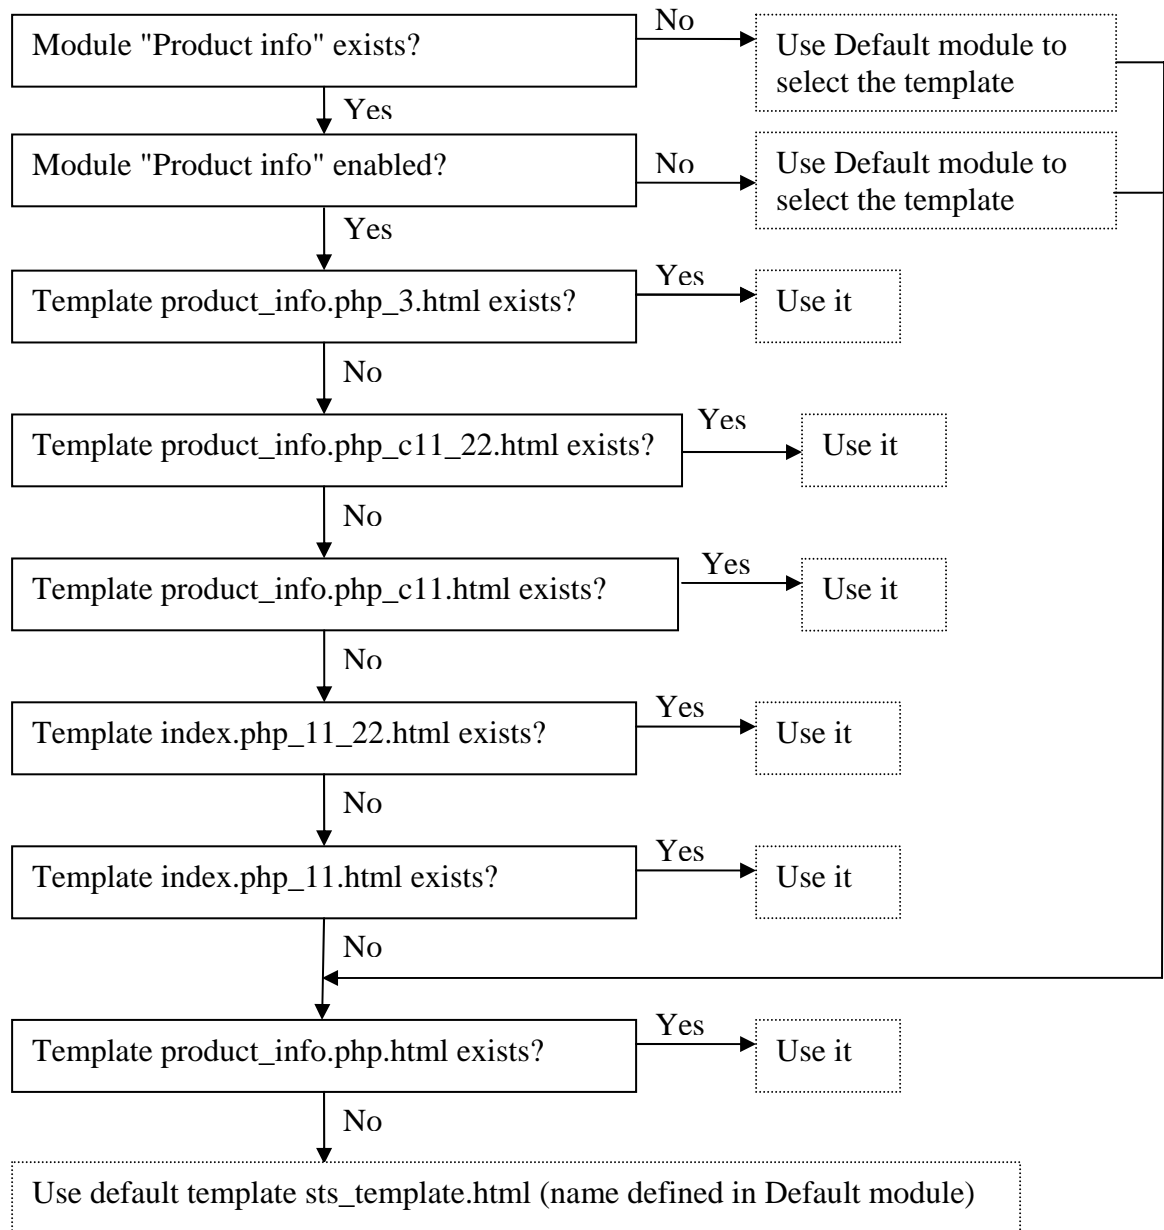 Module "Product info" exists?
No
Use Default module to
select the template
Yes
Module "Product info" enabled?
No
Use Default module to
select the template
Yes
Template product_info.php_3.html exists?
Yes
Use it
No
Template product_info.php_c11_22.html exists?
Yes
Use it
No
Template product_info.php_c11.html exists?
Yes
Use it
No
Template index.php_11_22.html exists?
Yes
Use it
No
Template index.php_11.html exists?
Yes
Use it
No
Template product_info.php.html exists?
Yes
Use it
No
Use default template sts_template.html (name defined in Default module)